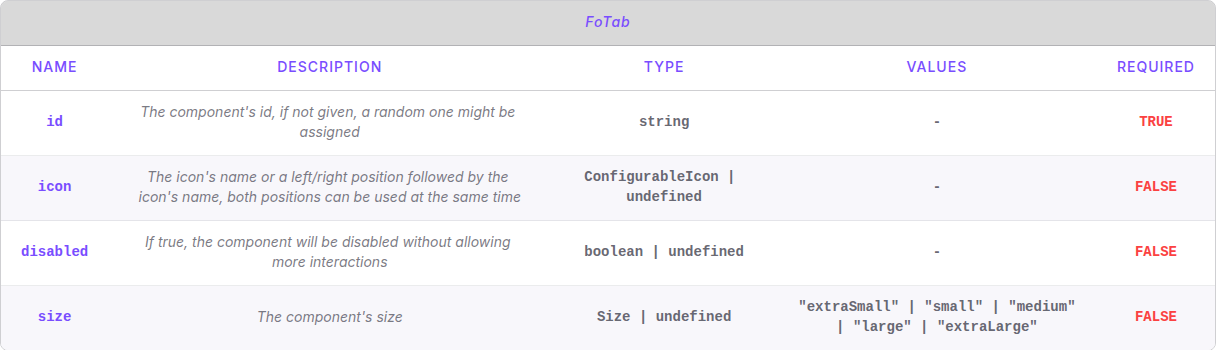 FoTab
NAME DESCRIPTION TYPE VALUES REQUIRED
id The component's id, if not given, a random one might be assigned string - TRUE
icon The icon's name or a left/right position followed by the icon's name, both positions can be used at the same time ConfigurableIcon | undefined - FALSE
disabled If true, the component will be disabled without allowing more interactions boolean | undefined - FALSE
size The component's size Size | undefined "extraSmall" | "small" | "medium" | "large" | "extraLarge" FALSE